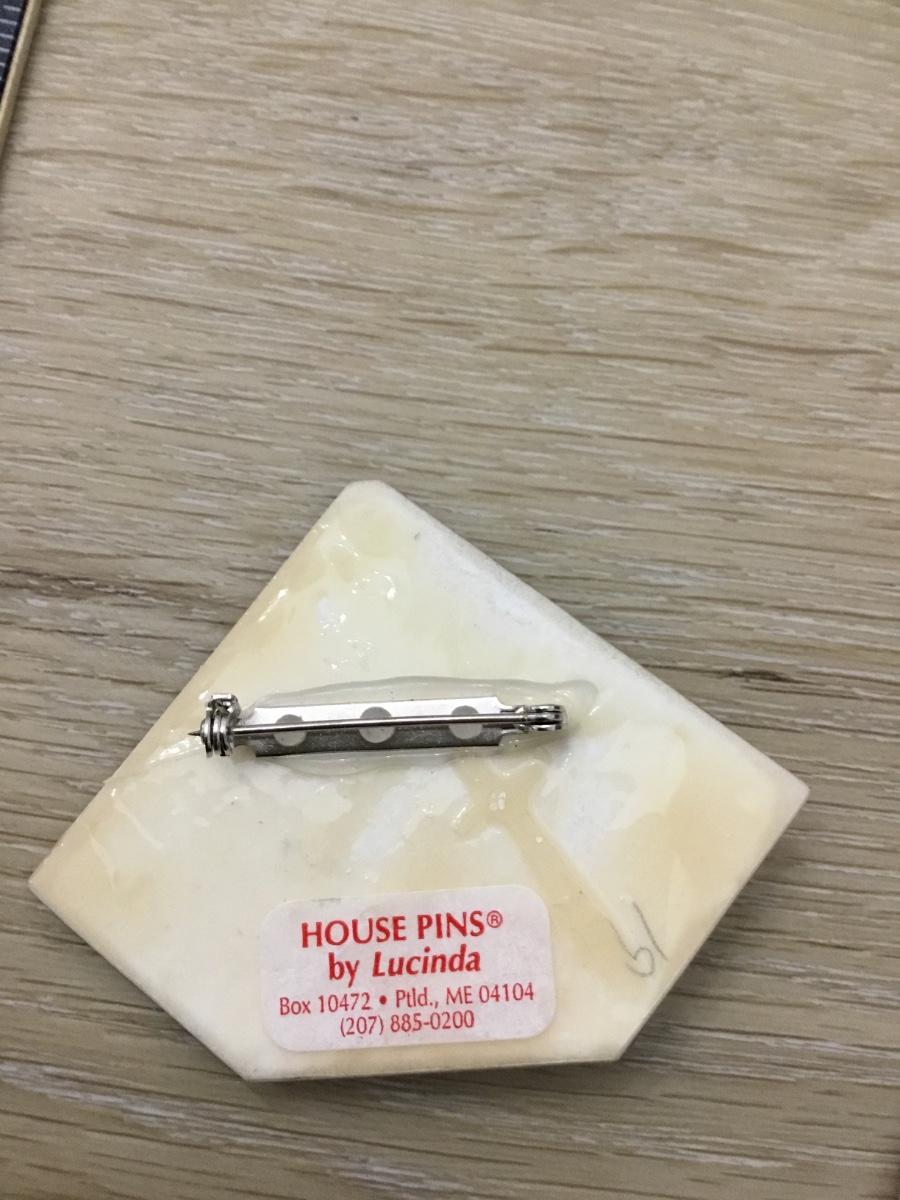 HOUSE PINS®
by Lucinda
Box 10472 • Ptld., ME 04104
(207) 885-0200